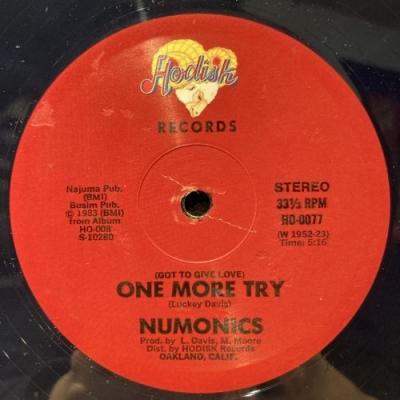 Hodish
RECORDS
Najuma Pub.
(BMI)
Busim Pub.
© 1983 (BMI)
from Album
HO-008
S-10260
STEREO
33⅓ RPM
HO-0077
(W 1952-23)
Time: 5:16
(GOT TO GIVE LOVE)
ONE MORE TRY
(Luckey Davis)
NUMONICS
Prod. by L. Davis, M. Moore
Dist. by HODISK Records
OAKLAND, CALIF.